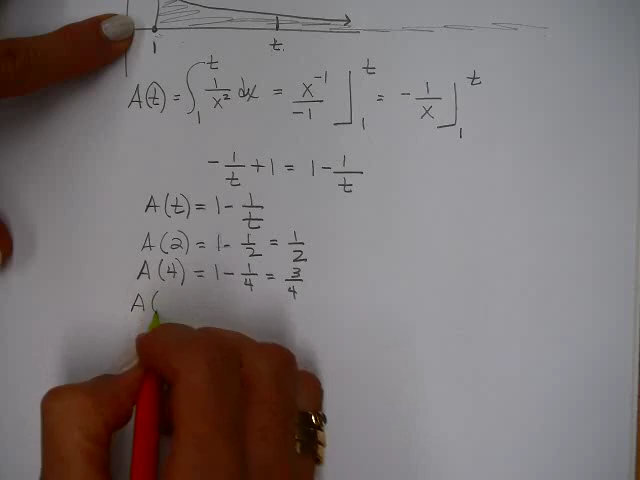 1 t
A(t) = ∫₁ᵗ 1/x² dx = x⁻¹/-1 ]₁ᵗ = - 1/x ]₁ᵗ
- 1/t + 1 = 1 - 1/t
A(t) = 1 - 1/t
A(2) = 1 - 1/2 = 1/2
A(4) = 1 - 1/4 = 3/4
A(